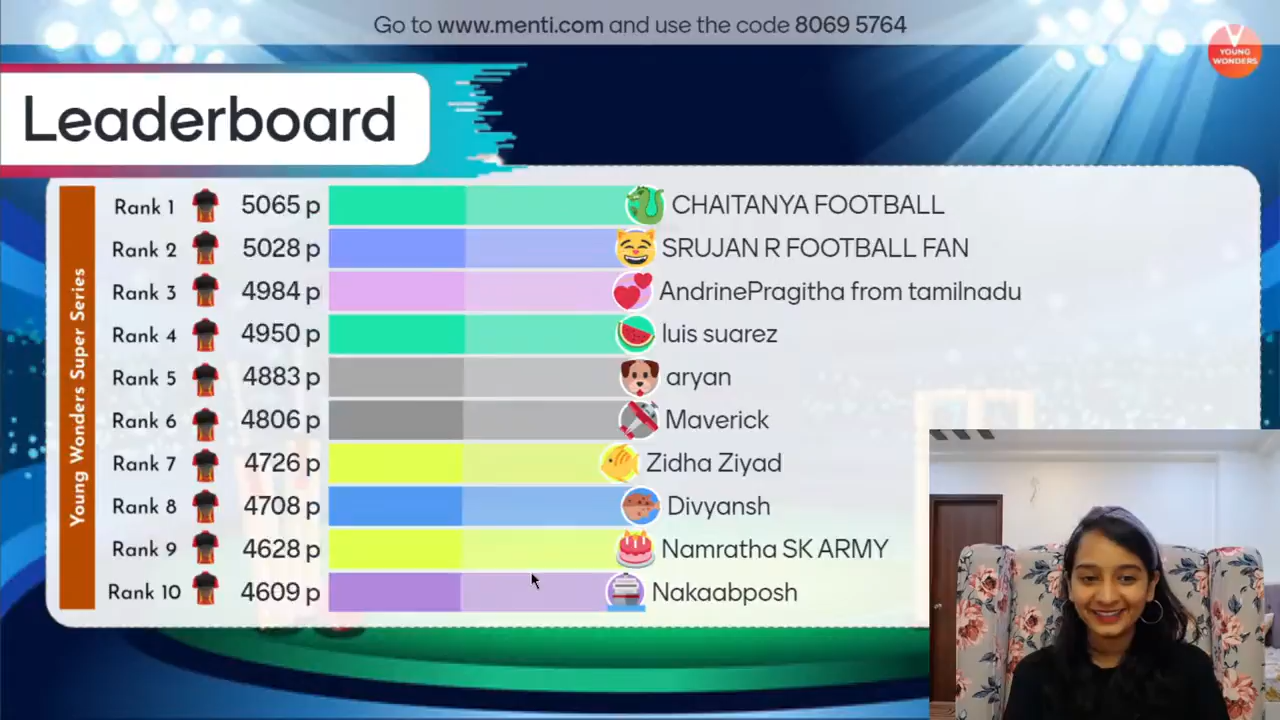 Go to www.menti.com and use the code 8069 5764
YOUNG
WONDERS
Leaderboard
Young Wonders Super Series
Rank 1 5065 p CHAITANYA FOOTBALL
Rank 2 5028 p SRUJAN R FOOTBALL FAN
Rank 3 4984 p AndrinePragitha from tamilnadu
Rank 4 4950 p luis suarez
Rank 5 4883 p aryan
Rank 6 4806 p Maverick
Rank 7 4726 p Zidha Ziyad
Rank 8 4708 p Divyansh
Rank 9 4628 p Namratha SK ARMY
Rank 10 4609 p Nakaabposh